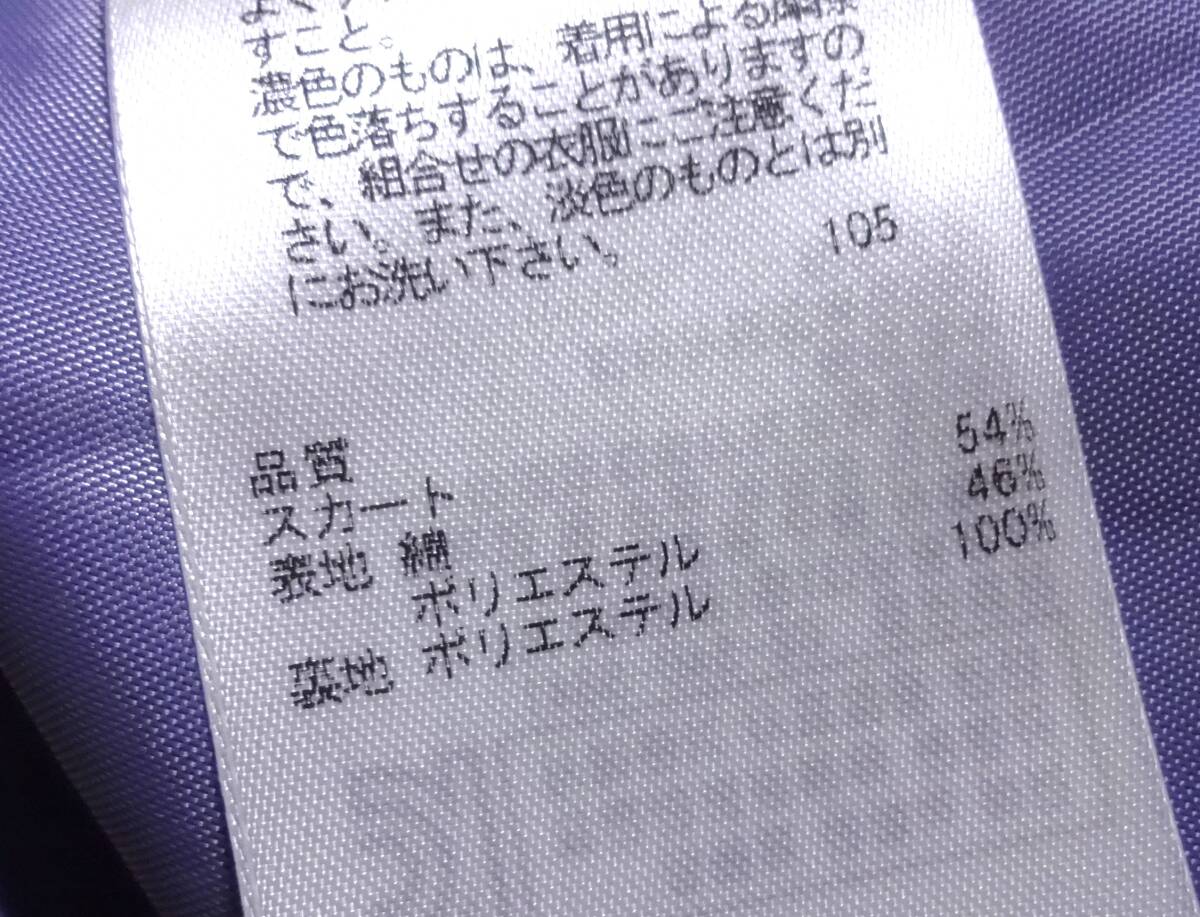 すこと。
濃色のものは、着用による摩擦
で色落ちすることがありますの
で、組合せの衣服にご注意くだ
さい。また、淡色のものとは別
にお洗い下さい。 105
品質
スカート
表地 綿 54%
ポリエステル 46%
裏地 ポリエステル 100%